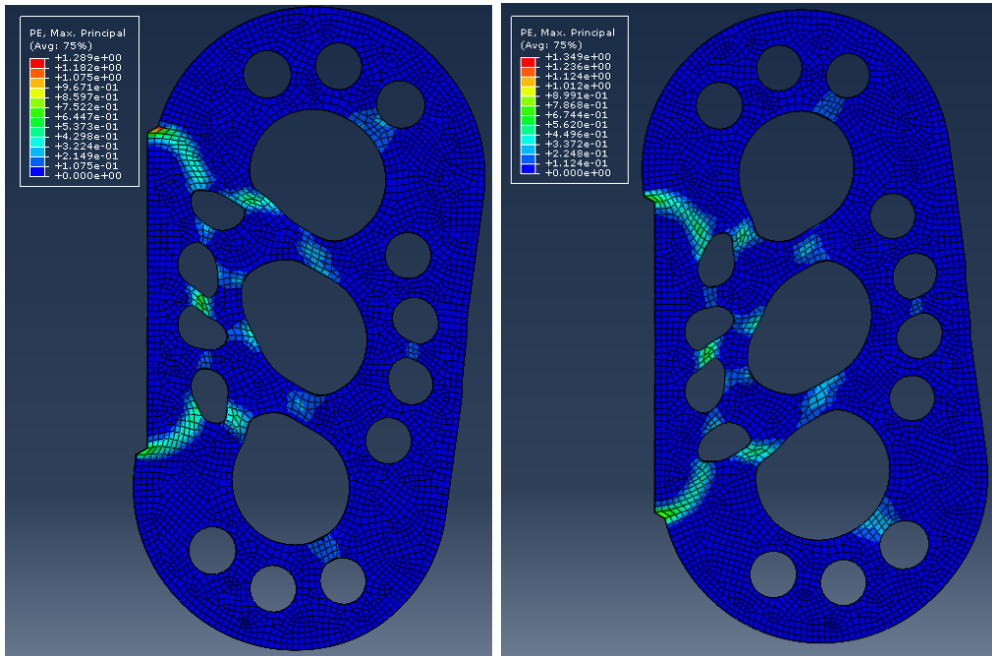 PE, Max. Principal
(Avg: 75%)
+1.289e+00
+1.182e+00
+1.075e+00
+9.671e-01
+8.597e-01
+7.522e-01
+6.447e-01
+5.373e-01
+4.298e-01
+3.224e-01
+2.149e-01
+1.075e-01
+0.000e+00
PE, Max. Principal
(Avg: 75%)
+1.349e+00
+1.236e+00
+1.124e+00
+1.012e+00
+8.991e-01
+7.868e-01
+6.744e-01
+5.620e-01
+4.496e-01
+3.372e-01
+2.248e-01
+1.124e-01
+0.000e+00